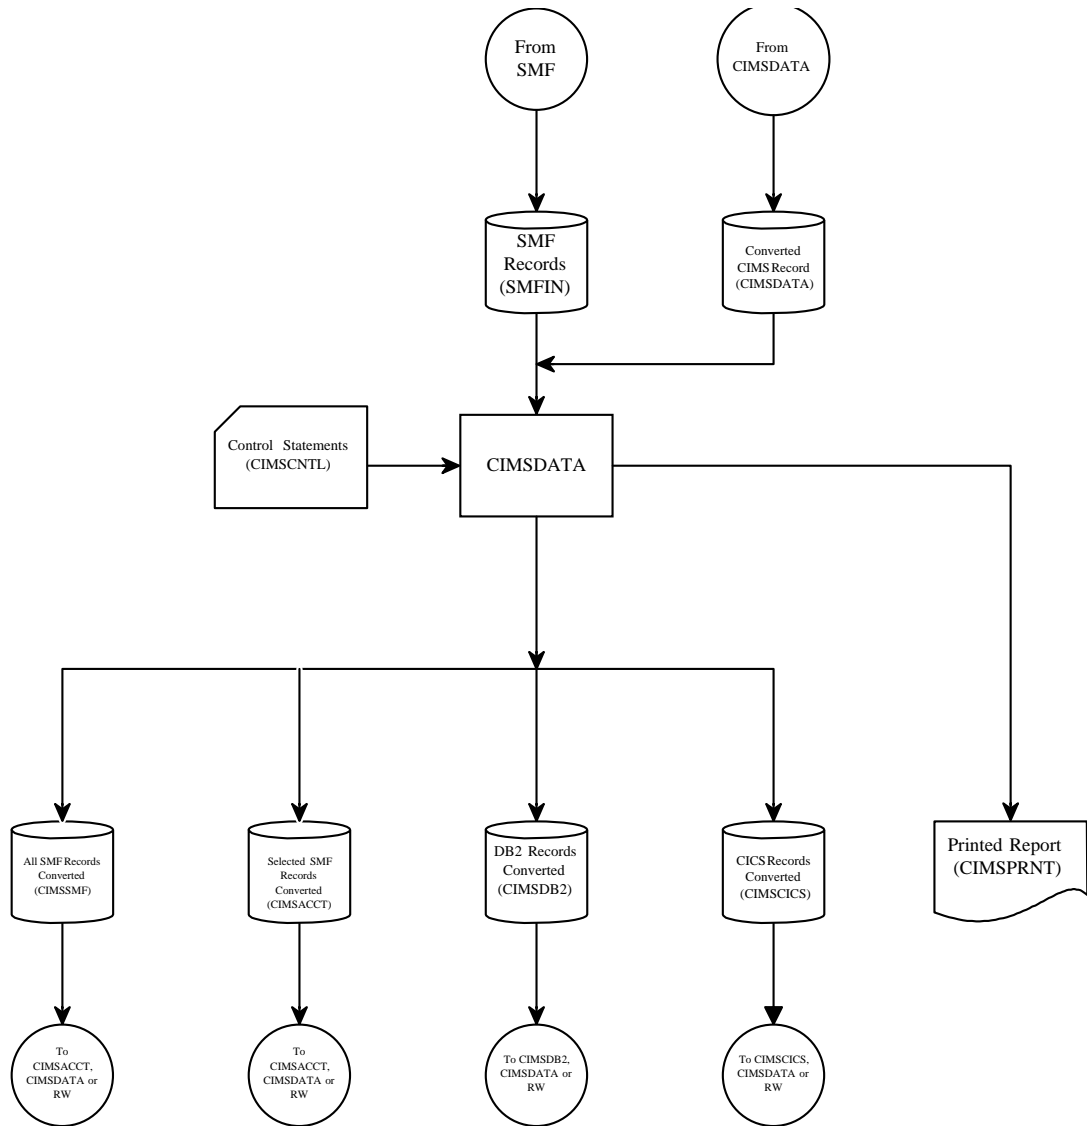 From
SMF
From
CIMSDATA
SMF
Records
(SMFIN)
Converted
CIMS Record
(CIMSDATA)
Control Statements
(CIMSCNTL)
CIMSDATA
All SMF Records
Converted
(CIMSSMF)
Selected SMF
Records
Converted
(CIMSACCT)
DB2 Records
Converted
(CIMSDB2)
CICS Records
Converted
(CIMSCICS)
Printed Report
(CIMSPRNT)
To
CIMSACCT,
CIMSDATA or
RW
To
CIMSACCT,
CIMSDATA or
RW
To CIMSDB2,
CIMSDATA or
RW
To CIMSCICS,
CIMSDATA or
RW